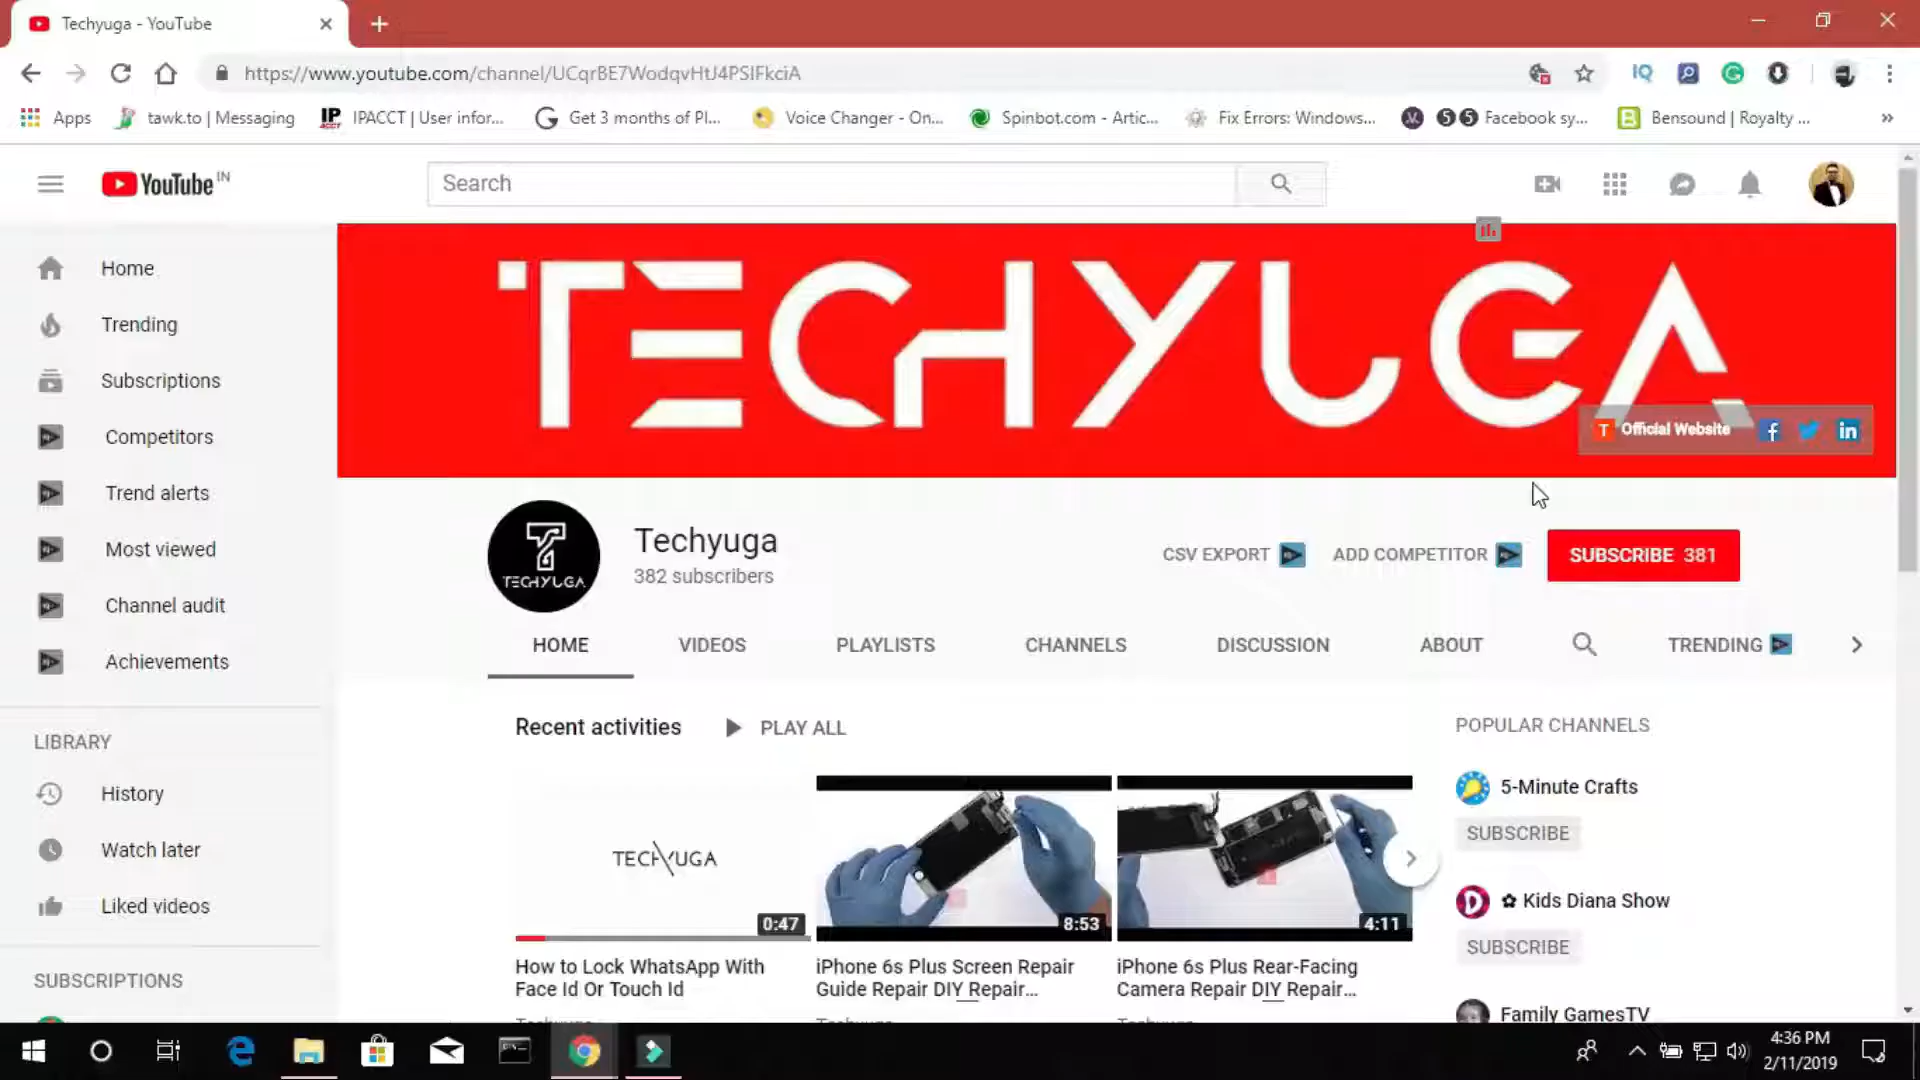 Techyuga - YouTube
https://www.youtube.com/channel/UCqrBE7WodqvHtJ4PSIFkciA
IQ
Apps
tawk.to | Messaging
IP ACCT
IPACCT | User infor...
Get 3 months of Pl...
Voice Changer - On...
Spinbot.com - Artic...
Fix Errors: Windows...
❺❺ Facebook sy...
Bensound | Royalty ...
»
YouTube IN
Search
Home
Trending
Subscriptions
Competitors
Trend alerts
Most viewed
Channel audit
Achievements
LIBRARY
History
Watch later
Liked videos
SUBSCRIPTIONS
TECHYUGA
T Official Website
TECHYUGA
Techyuga
382 subscribers
CSV EXPORT
ADD COMPETITOR
SUBSCRIBE 381
HOME
VIDEOS
PLAYLISTS
CHANNELS
DISCUSSION
ABOUT
TRENDING
Recent activities
PLAY ALL
TECHYUGA
0:47
8:53
4:11
How to Lock WhatsApp With
Face Id Or Touch Id
iPhone 6s Plus Screen Repair
Guide Repair DIY Repair...
iPhone 6s Plus Rear-Facing
Camera Repair DIY Repair...
POPULAR CHANNELS
5-Minute Crafts
SUBSCRIBE
✿ Kids Diana Show
SUBSCRIBE
Family GamesTV
4:36 PM
2/11/2019